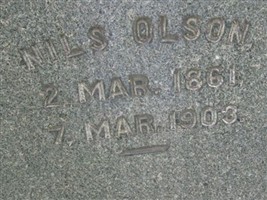 NILS OLSON,
2. MAR. 1861.
7. MAR. 1903.